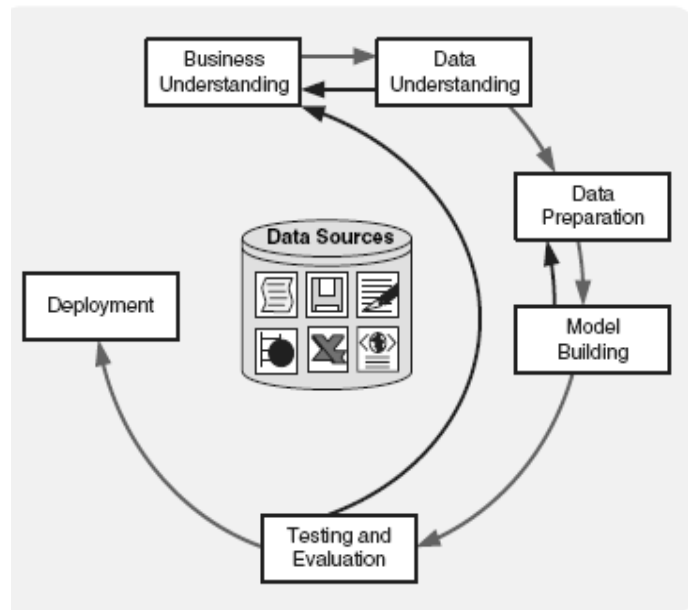 Business
Understanding
Data
Understanding
Data
Preparation
Data Sources
Deployment
Model
Building
Testing and
Evaluation